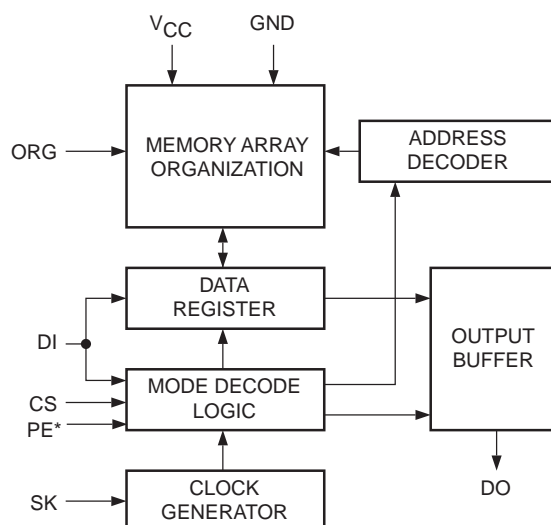 VCC
GND
ORG
MEMORY ARRAY
ORGANIZATION
ADDRESS
DECODER
DATA
REGISTER
DI
OUTPUT
BUFFER
MODE DECODE
LOGIC
CS
PE*
SK
CLOCK
GENERATOR
DO